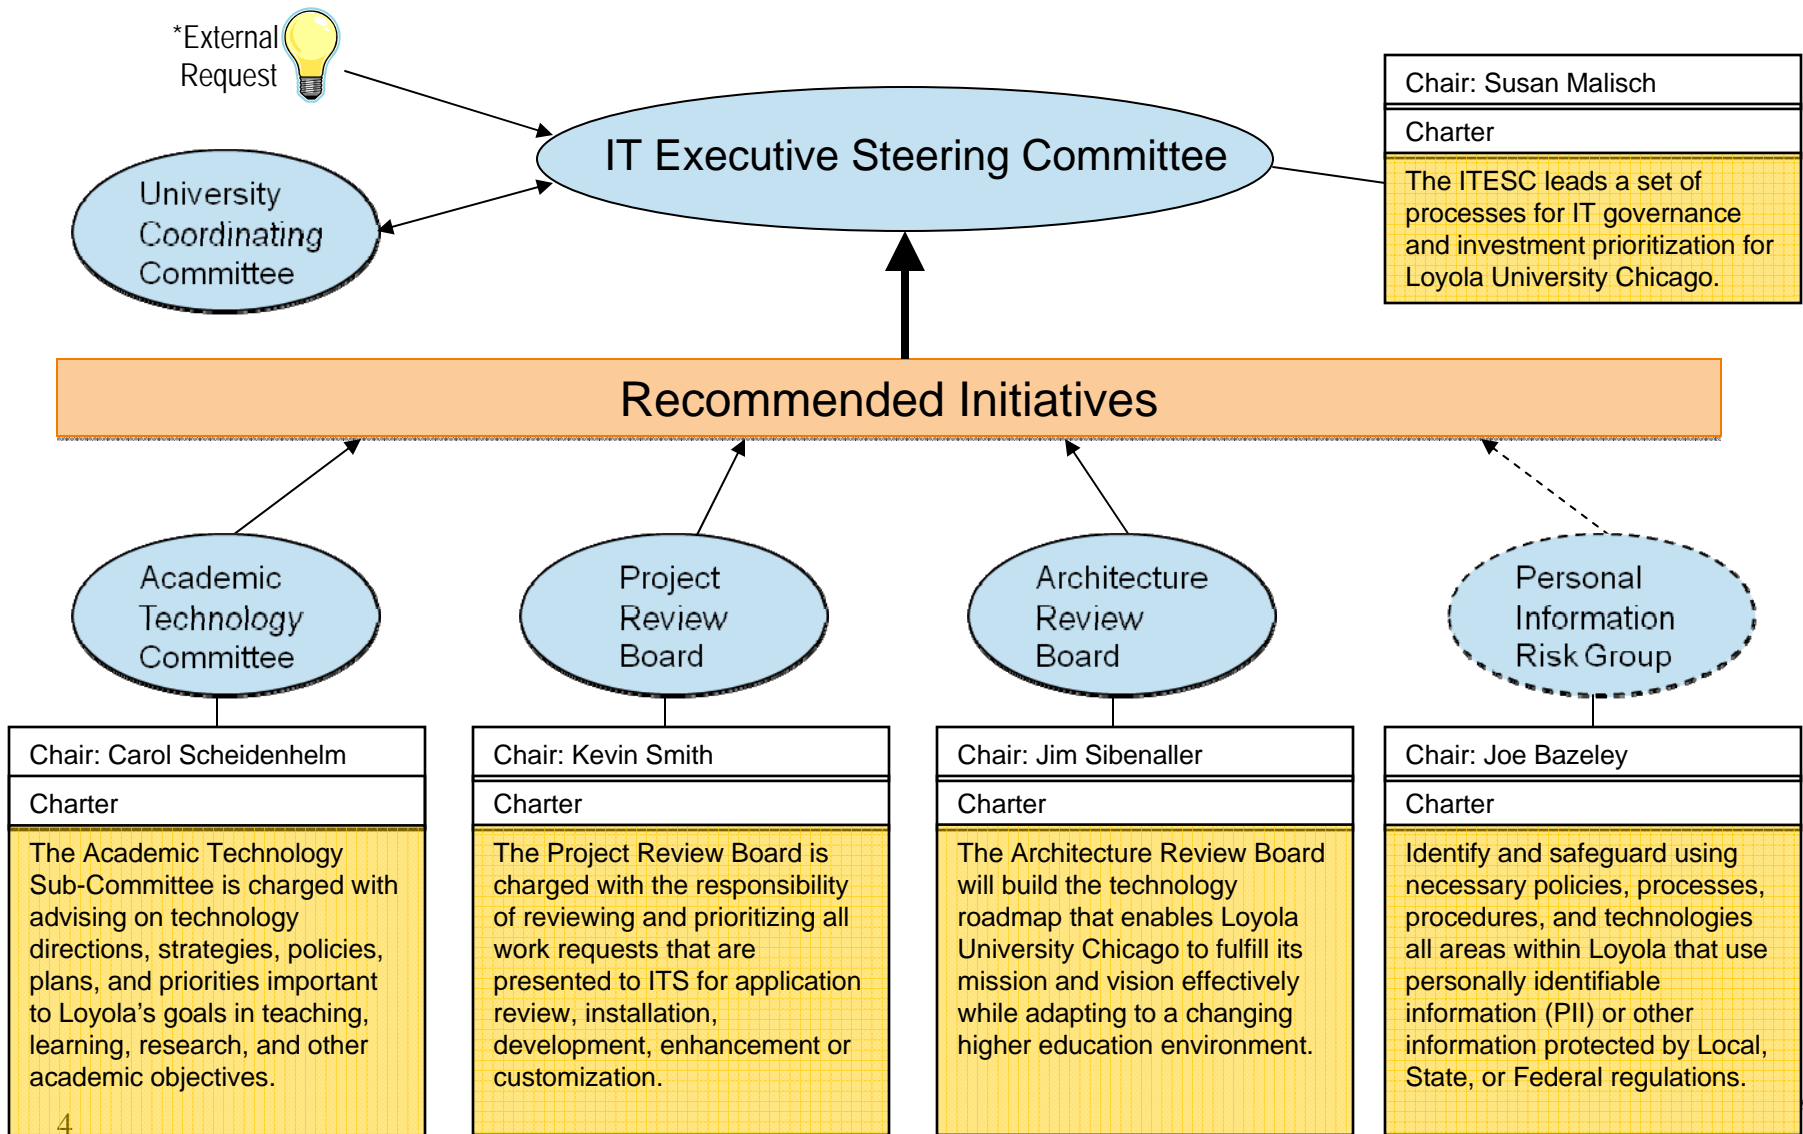 *External
Request
IT Executive Steering Committee
University
Coordinating
Committee
Chair: Susan Malisch
Charter
The ITESC leads a set of
processes for IT governance
and investment prioritization for
Loyola University Chicago.
Recommended Initiatives
Academic
Technology
Committee
Project
Review
Board
Architecture
Review
Board
Personal
Information
Risk Group
Chair: Carol Scheidenhelm
Charter
The Academic Technology
Sub-Committee is charged with
advising on technology
directions, strategies, policies,
plans, and priorities important
to Loyola’s goals in teaching,
learning, research, and other
academic objectives.
Chair: Kevin Smith
Charter
The Project Review Board is
charged with the responsibility
of reviewing and prioritizing all
work requests that are
presented to ITS for application
review, installation,
development, enhancement or
customization.
Chair: Jim Sibenaller
Charter
The Architecture Review Board
will build the technology
roadmap that enables Loyola
University Chicago to fulfill its
mission and vision effectively
while adapting to a changing
higher education environment.
Chair: Joe Bazeley
Charter
Identify and safeguard using
necessary policies, processes,
procedures, and technologies
all areas within Loyola that use
personally identifiable
information (PII) or other
information protected by Local,
State, or Federal regulations.
4